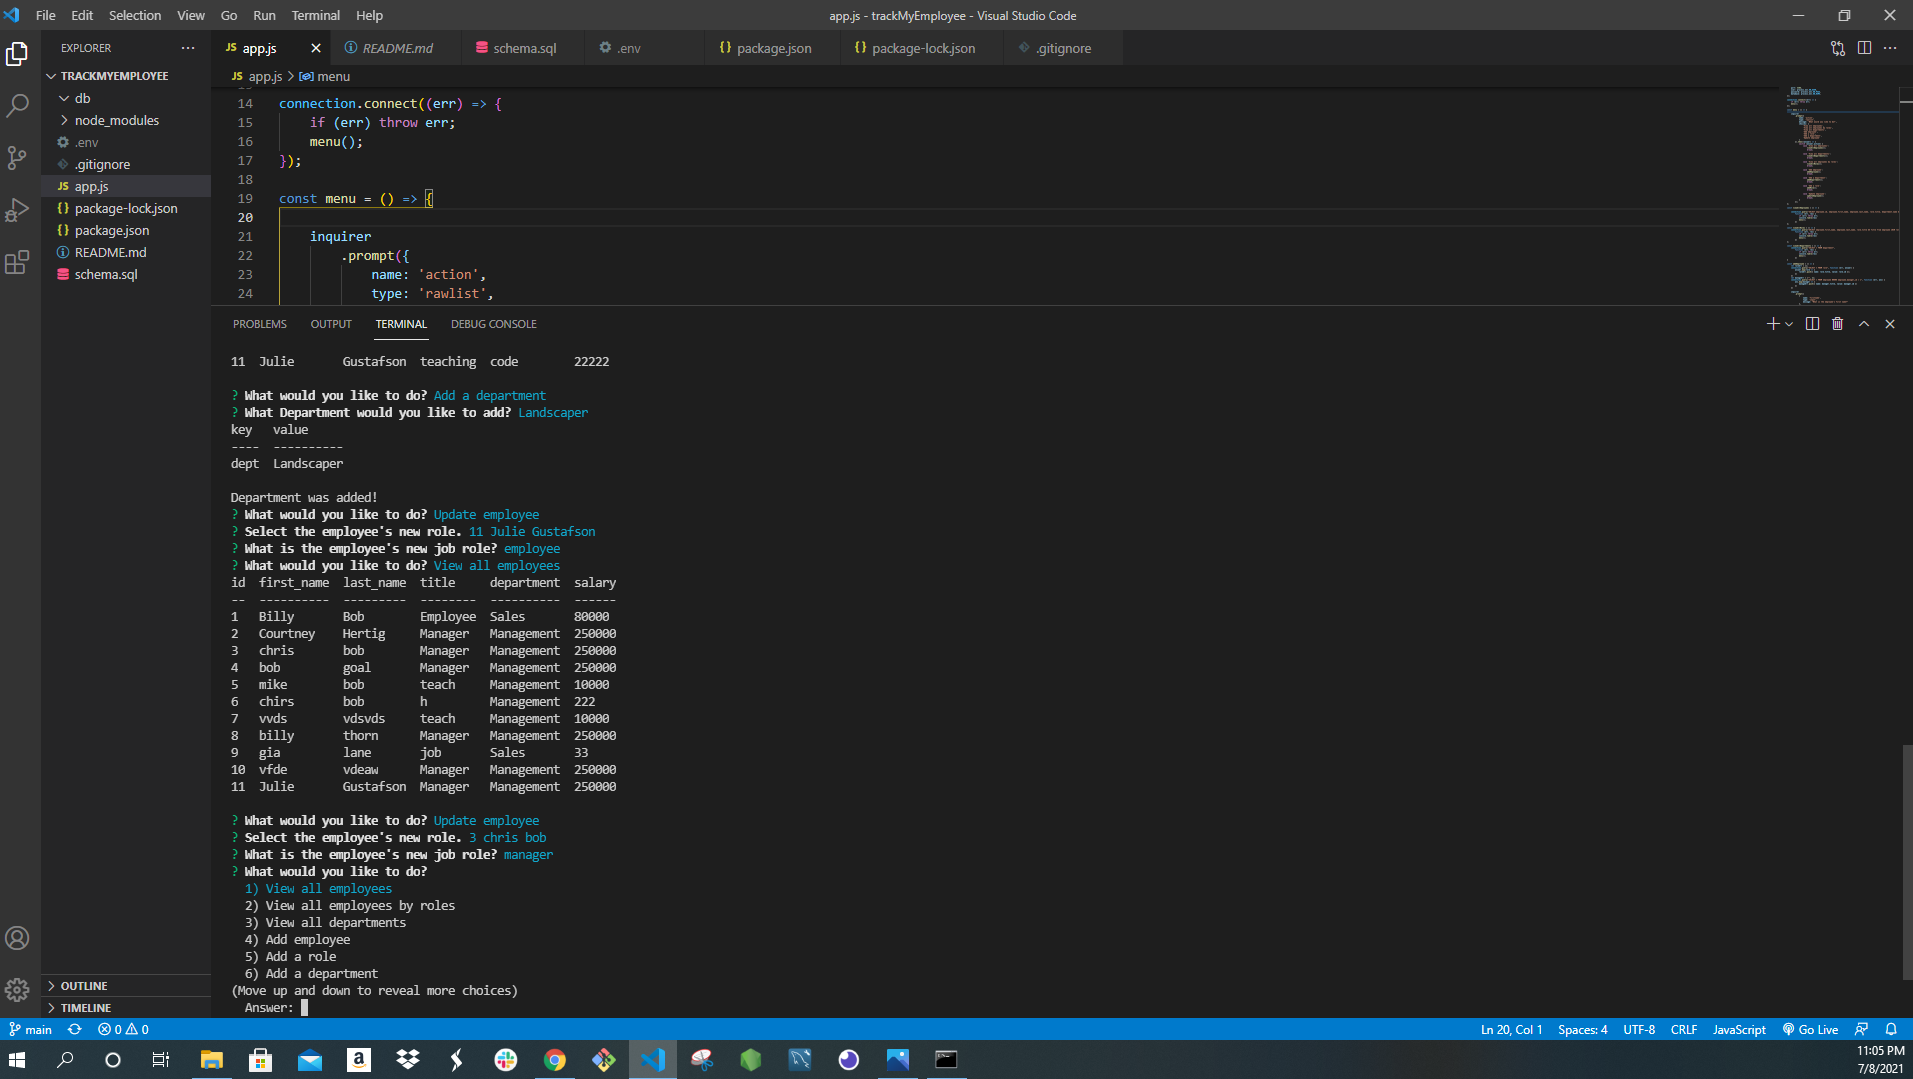 File Edit Selection View Go Run Terminal Help
app.js - trackMyEmployee - Visual Studio Code
EXPLORER
TRACKMYEMPLOYEE
db
node_modules
.env
.gitignore
JS app.js
{} package-lock.json
{} package.json
README.md
schema.sql
OUTLINE
TIMELINE
JS app.js README.md schema.sql .env {} package.json {} package-lock.json .gitignore
JS app.js > menu
14 connection.connect((err) => {
15 if (err) throw err;
16 menu();
17 });
18
19 const menu = () => {
20
21 inquirer
22 .prompt({
23 name: 'action',
24 type: 'rawlist',
PROBLEMS OUTPUT TERMINAL DEBUG CONSOLE
11 Julie Gustafson teaching code 22222
? What would you like to do? Add a department
? What Department would you like to add? Landscaper
key value
---- ----------
dept Landscaper
Department was added!
? What would you like to do? Update employee
? Select the employee's new role. 11 Julie Gustafson
? What is the employee's new job role? employee
? What would you like to do? View all employees
id first_name last_name title department salary
-- ---------- --------- -------- ---------- ------
1 Billy Bob Employee Sales 80000
2 Courtney Hertig Manager Management 250000
3 chris bob Manager Management 250000
4 bob goal Manager Management 250000
5 mike bob teach Management 10000
6 chirs bob h Management 222
7 vvds vdsvds teach Management 10000
8 billy thorn Manager Management 250000
9 gia lane job Sales 33
10 vfde vdeaw Manager Management 250000
11 Julie Gustafson Manager Management 250000
? What would you like to do? Update employee
? Select the employee's new role. 3 chris bob
? What is the employee's new job role? manager
? What would you like to do?
1) View all employees
2) View all employees by roles
3) View all departments
4) Add employee
5) Add a role
6) Add a department
(Move up and down to reveal more choices)
Answer:
main 0 0 Ln 20, Col 1 Spaces: 4 UTF-8 CRLF JavaScript Go Live
11:05 PM
7/8/2021